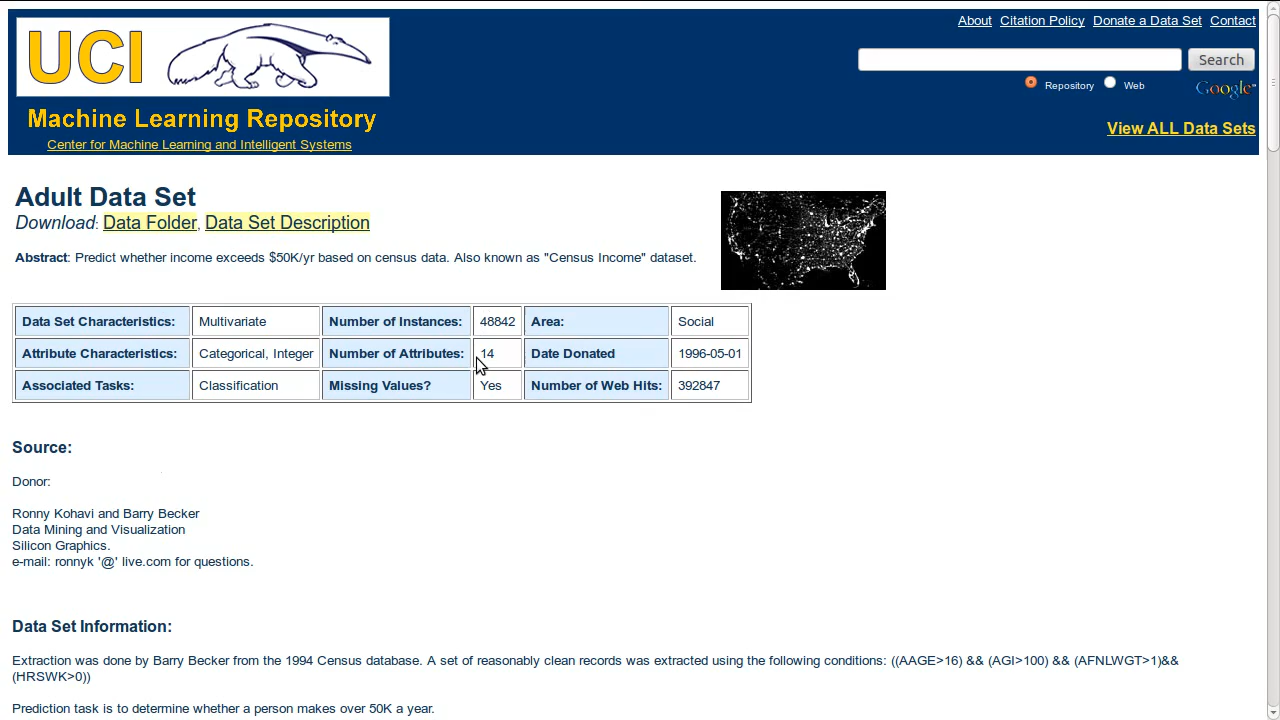 About Citation Policy Donate a Data Set Contact
UCI
Search
Repository Web Google™
Machine Learning Repository
View ALL Data Sets
Center for Machine Learning and Intelligent Systems
Adult Data Set
Download: Data Folder, Data Set Description
Abstract: Predict whether income exceeds $50K/yr based on census data. Also known as "Census Income" dataset.
Data Set Characteristics: Multivariate Number of Instances: 48842 Area: Social
Attribute Characteristics: Categorical, Integer Number of Attributes: 14 Date Donated 1996-05-01
Associated Tasks: Classification Missing Values? Yes Number of Web Hits: 392847
Source:
Donor:
Ronny Kohavi and Barry Becker
Data Mining and Visualization
Silicon Graphics.
e-mail: ronnyk '@' live.com for questions.
Data Set Information:
Extraction was done by Barry Becker from the 1994 Census database. A set of reasonably clean records was extracted using the following conditions: ((AAGE>16) && (AGI>100) && (AFNLWGT>1)&&
(HRSWK>0))
Prediction task is to determine whether a person makes over 50K a year.